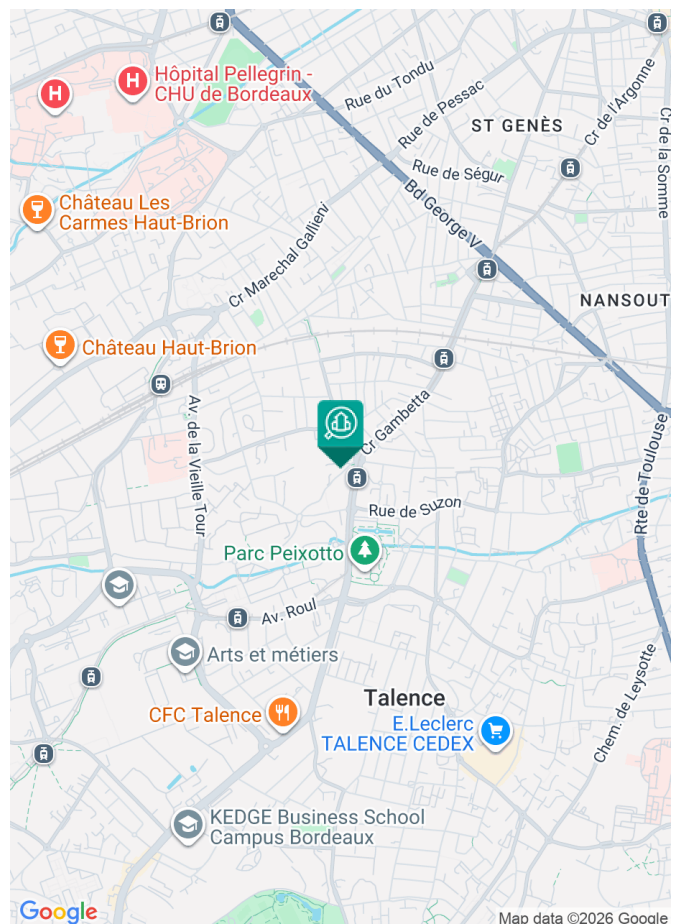 Hôpital Pellegrin -
CHU de Bordeaux
H
H
Rue du Tondu
Rue de Pessac
ST GENÈS
Cr de l'Argonne
Cr de la Somme
Rue de Ségur
Bd George V
Château Les
Carmes Haut-Brion
Cr Marechal Gallieni
NANSOUT
Château Haut-Brion
Av. de la Vieille Tour
Cr Gambetta
Rte de Toulouse
Rue de Suzon
Parc Peixotto
Av. Roul
Arts et métiers
Chem. de Leysotte
Talence
CFC Talence
E.Leclerc
TALENCE CEDEX
KEDGE Business School
Campus Bordeaux
Google
Map data ©2026 Google